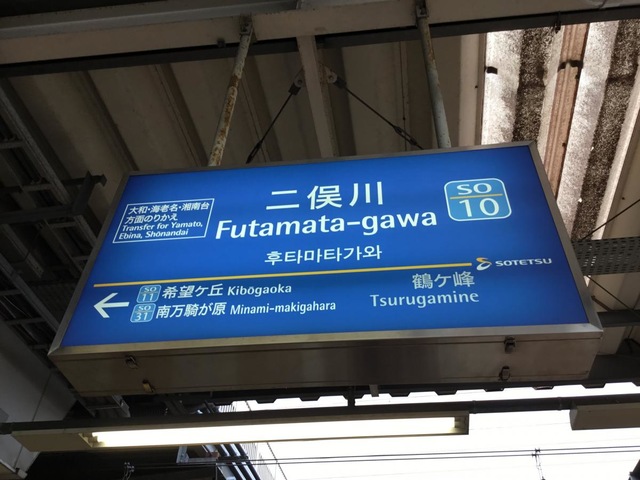 二俣川
Futamata-gawa
후타마타가와
SO
10
大和・海老名・湘南台
方面のりかえ
Transfer for Yamato,
Ebina, Shōnandai
SOTETSU
SO
11
希望ケ丘 Kibōgaoka
SO
31
南万騎が原 Minami-makigahara
鶴ケ峰
Tsurugamine